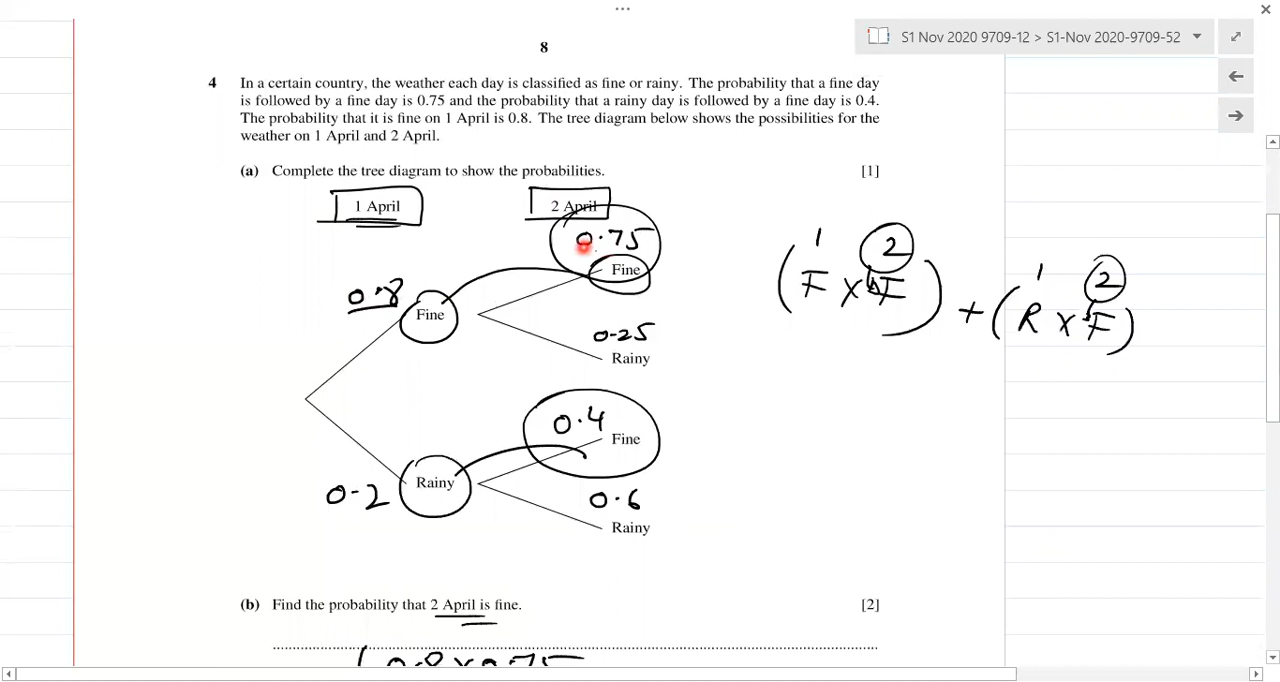 S1 Nov 2020 9709-12 > S1-Nov-2020-9709-52
8
4 In a certain country, the weather each day is classified as fine or rainy. The probability that a fine day
is followed by a fine day is 0.75 and the probability that a rainy day is followed by a fine day is 0.4.
The probability that it is fine on 1 April is 0.8. The tree diagram below shows the possibilities for the
weather on 1 April and 2 April.
(a) Complete the tree diagram to show the probabilities. [1]
1 April 2 April
0.75
Fine
0.8
Fine
0.25
Rainy
0.4
Fine
0.2 Rainy
0.6
Rainy
1 2
(F × F) + (R × F)
1 2
(b) Find the probability that 2 April is fine. [2]
(0.8 × 0.75